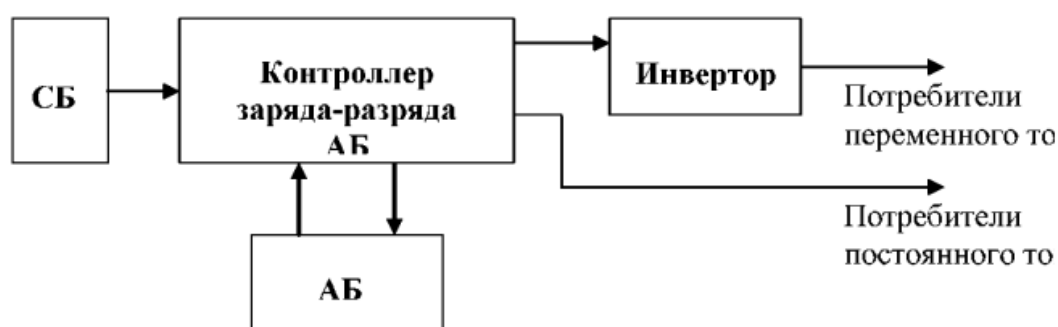 СБ
Контроллер
заряда-разряда
АБ
Инвертор
Потребители
переменного то
Потребители
постоянного то
АБ